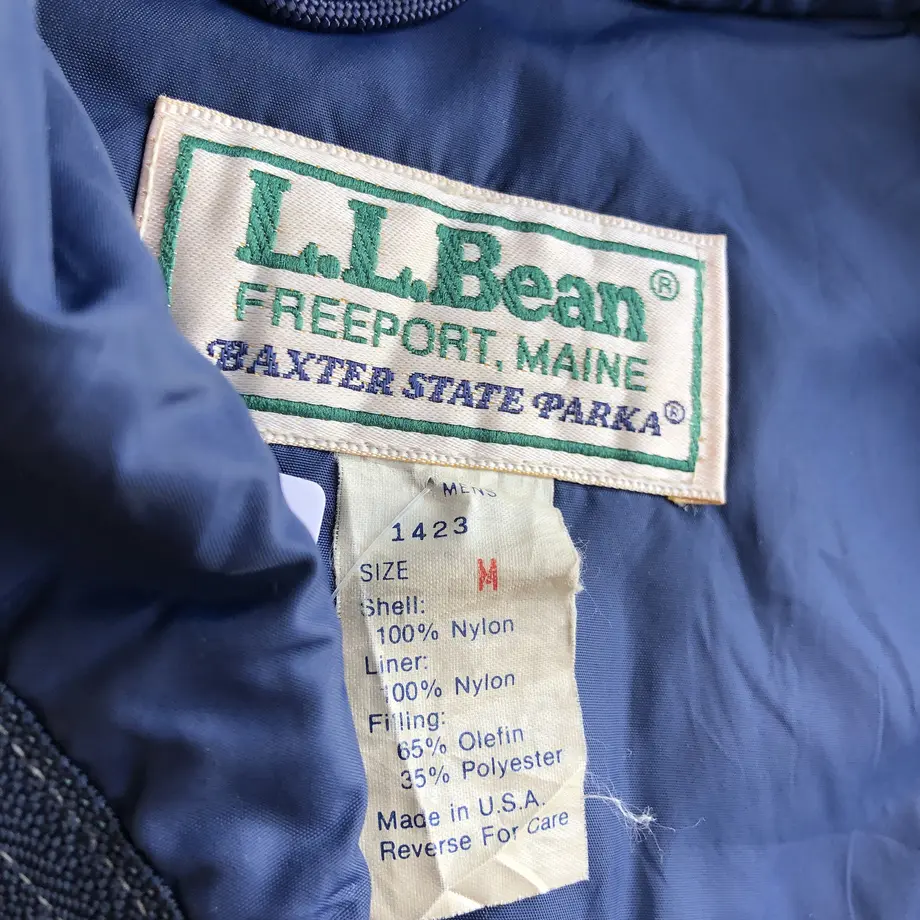 L.L.Bean®
FREEPORT, MAINE
BAXTER STATE PARKA®
MENS
1423
SIZE M
Shell:
100% Nylon
Liner:
100% Nylon
Filling:
65% Olefin
35% Polyester
Made in U.S.A.
Reverse For Care